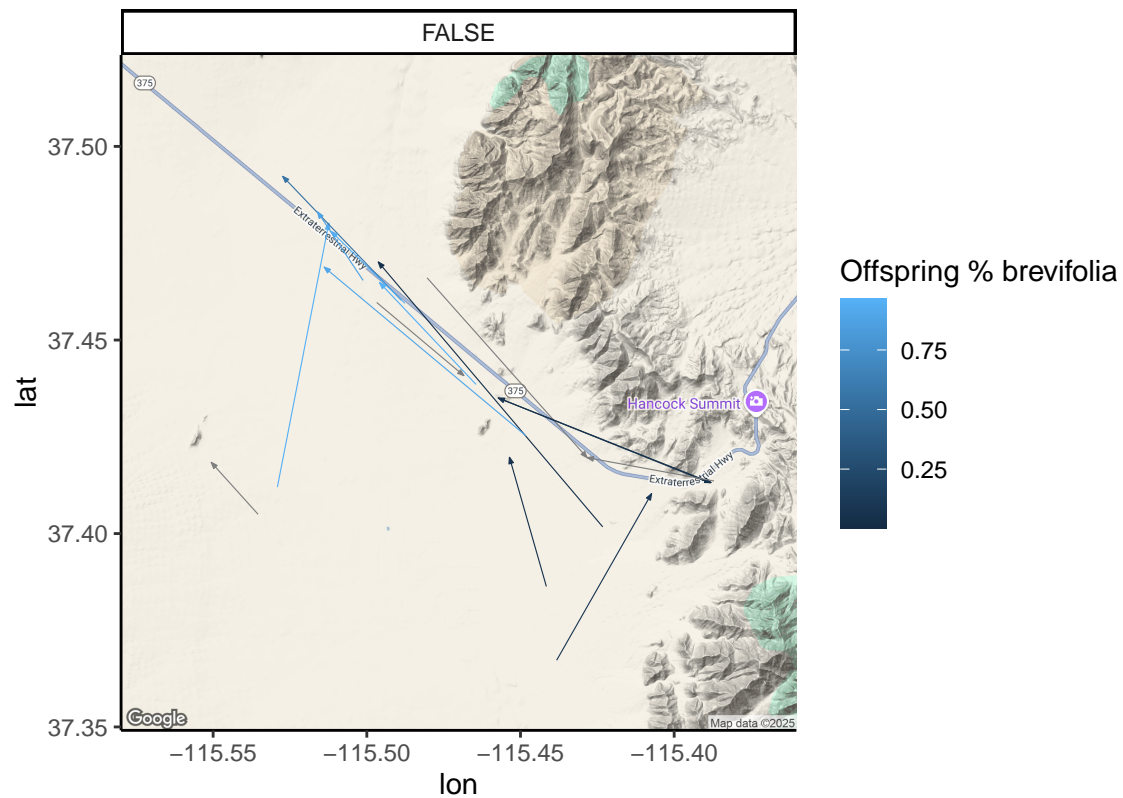 FALSE
375
37.50
Extraterrestrial Hwy
37.45
375
Hancock Summit
Extraterrestrial Hwy
37.40
37.35
Google
Map data ©2025
−115.55
−115.50
−115.45
−115.40
lon
lat
Offspring % brevifolia
0.75
0.50
0.25